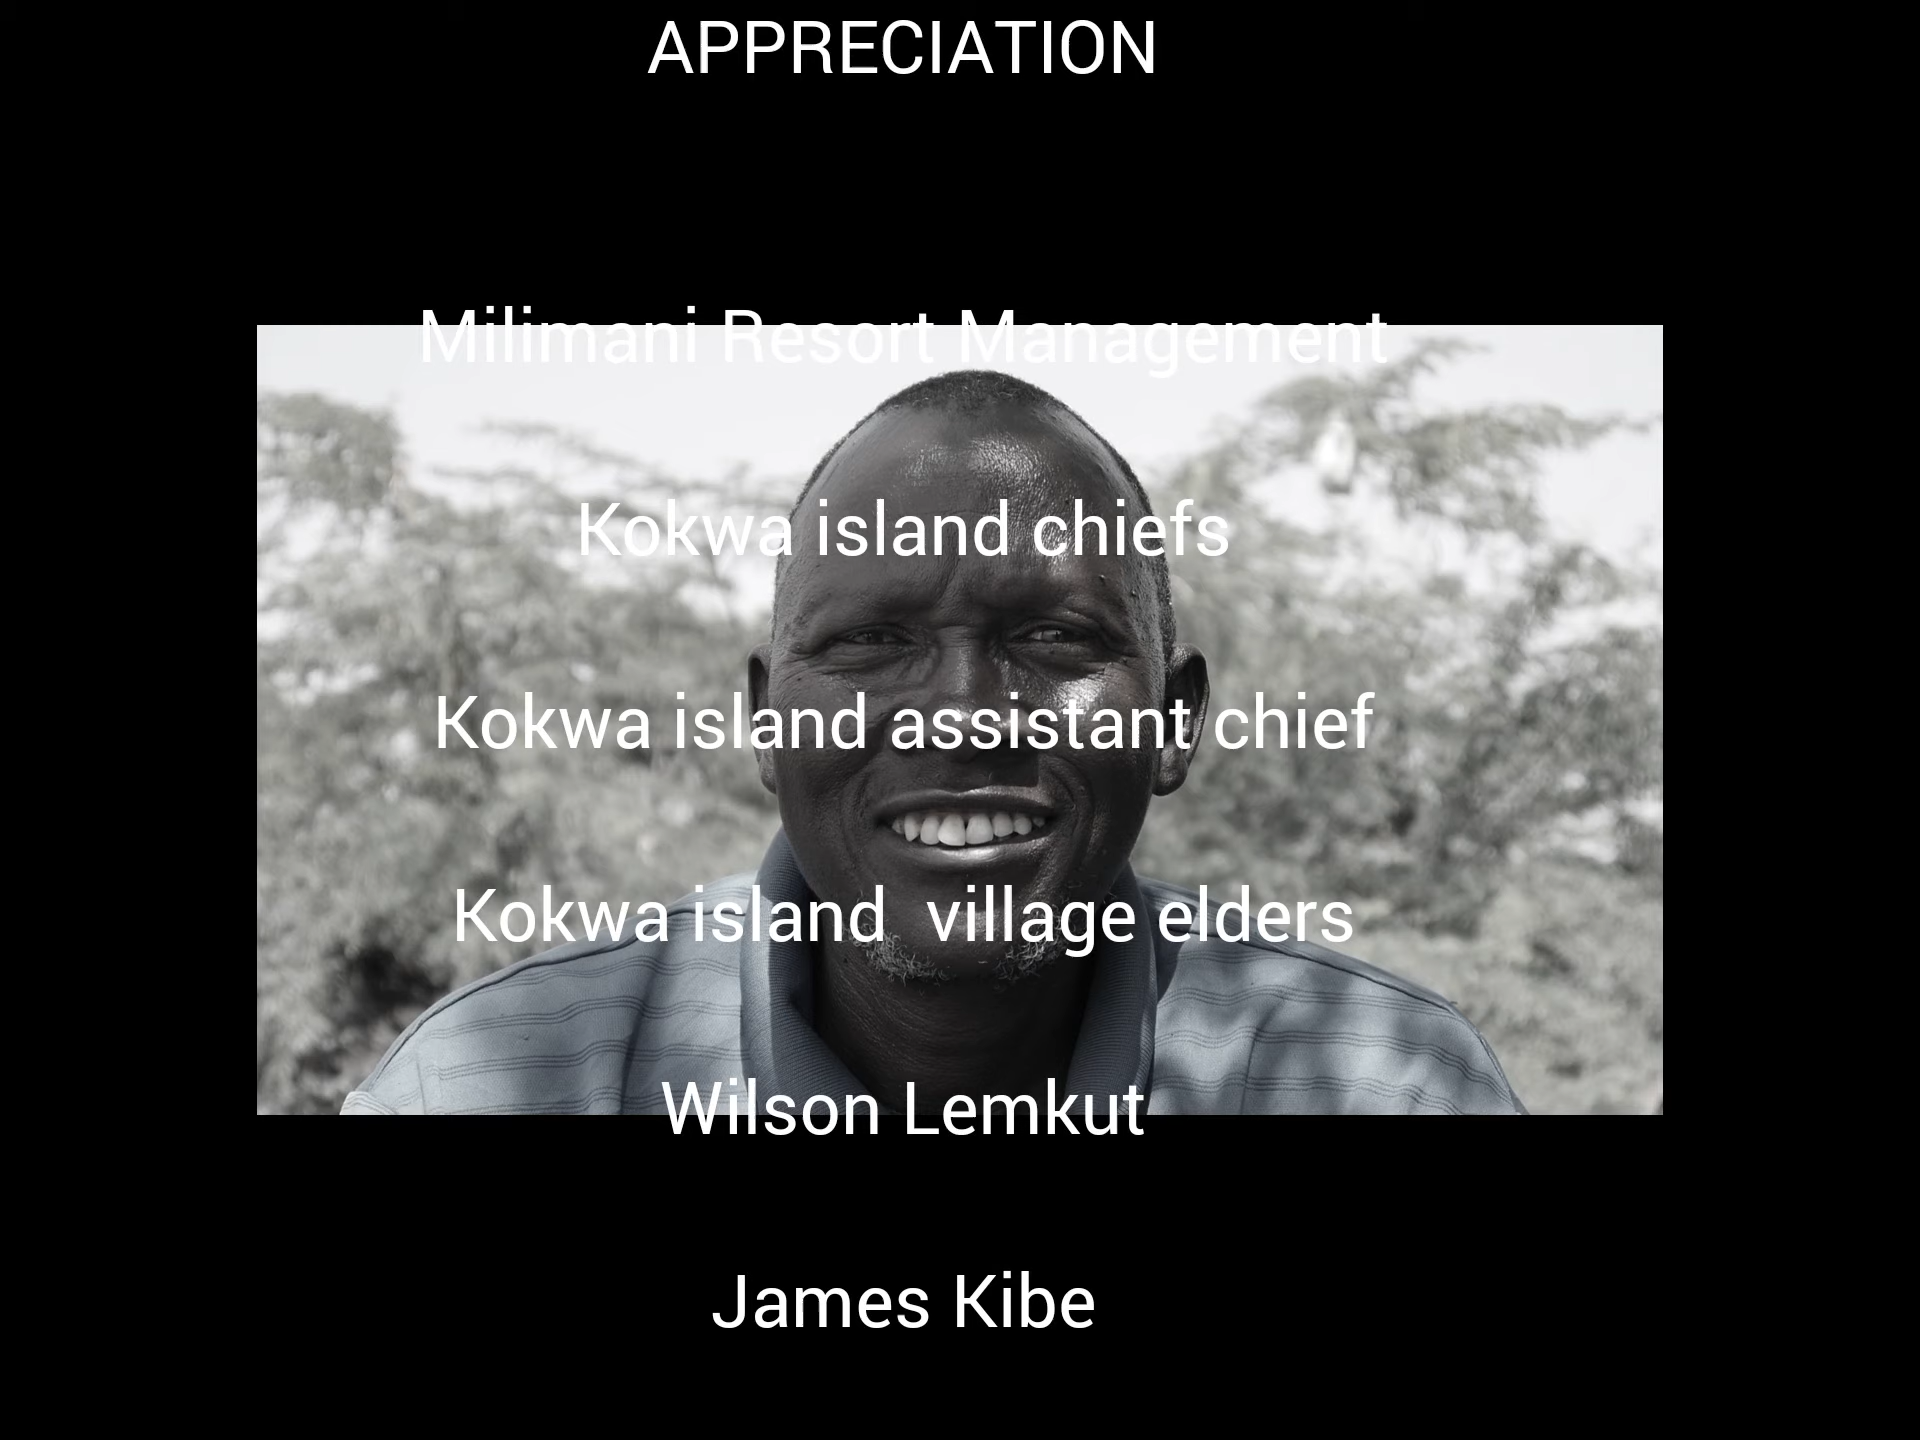 APPRECIATION
Milimani Resort Management
Kokwa island chiefs
Kokwa island assistant chief
Kokwa island  village elders
Wilson Lemkut
James Kibe